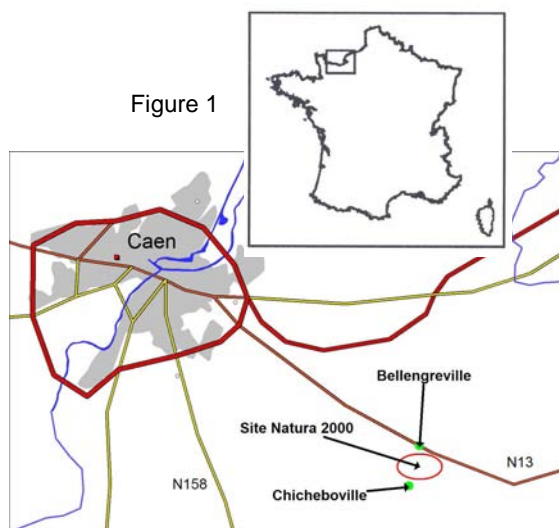 Figure 1
Caen
Bellengreville
Site Natura 2000
N13
N158
Chicheboville